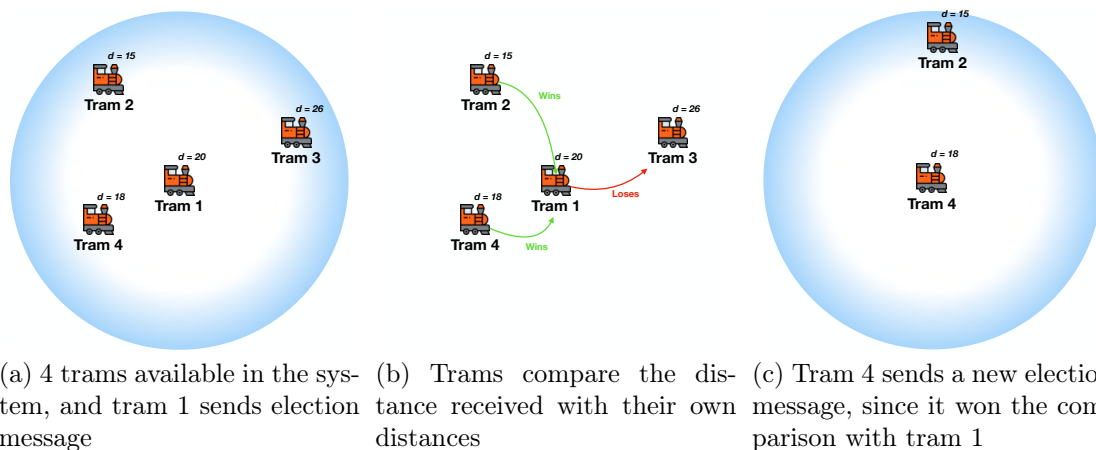 d = 15
Tram 2
d = 26
Tram 3
d = 20
Tram 1
d = 18
Tram 4
d = 15
Tram 2
Wins
d = 26
Tram 3
d = 20
Tram 1
Loses
d = 18
Tram 4
Wins
d = 15
Tram 2
d = 18
Tram 4
(a) 4 trams available in the sys-
tem, and tram 1 sends election
message
(b) Trams compare the dis-
tance received with their own
distances
(c) Tram 4 sends a new electio
message, since it won the com
parison with tram 1